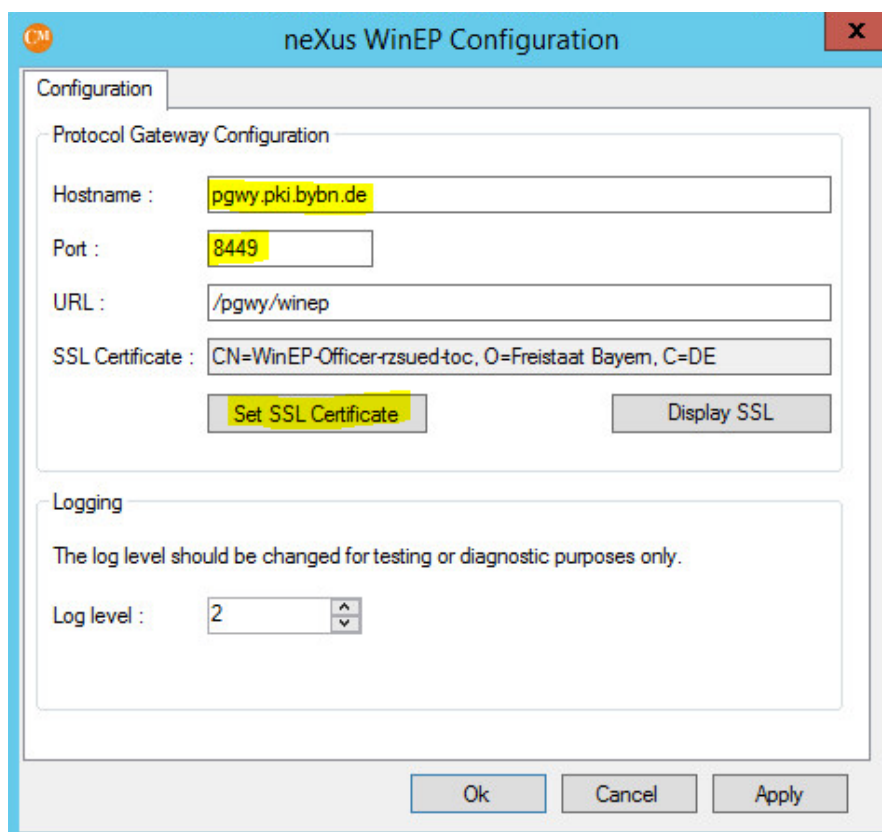 CM
neXus WinEP Configuration
x
Configuration
Protocol Gateway Configuration
Hostname :
pgwy.pki.bybn.de
Port :
8449
URL :
/pgwy/winep
SSL Certificate :
CN=WinEP-Officer-rzsued-toc, O=Freistaat Bayern, C=DE
Set SSL Certificate
Display SSL
Logging
The log level should be changed for testing or diagnostic purposes only.
Log level :
2
Ok
Cancel
Apply